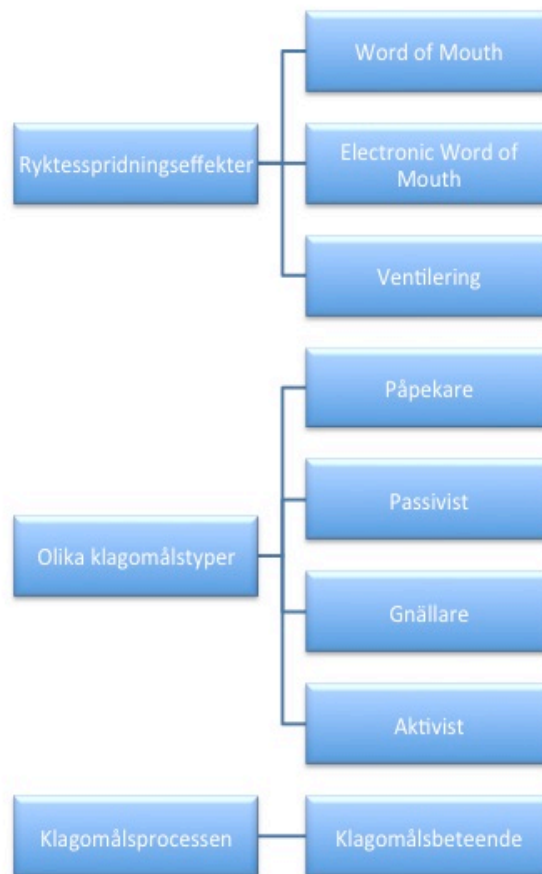 Ryktesspridningseffekter
Word of Mouth
Electronic Word of
Mouth
Ventilering
Olika klagomålstyper
Påpekare
Passivist
Gnällare
Aktivist
Klagomålsprocessen
Klagomålsbeteende